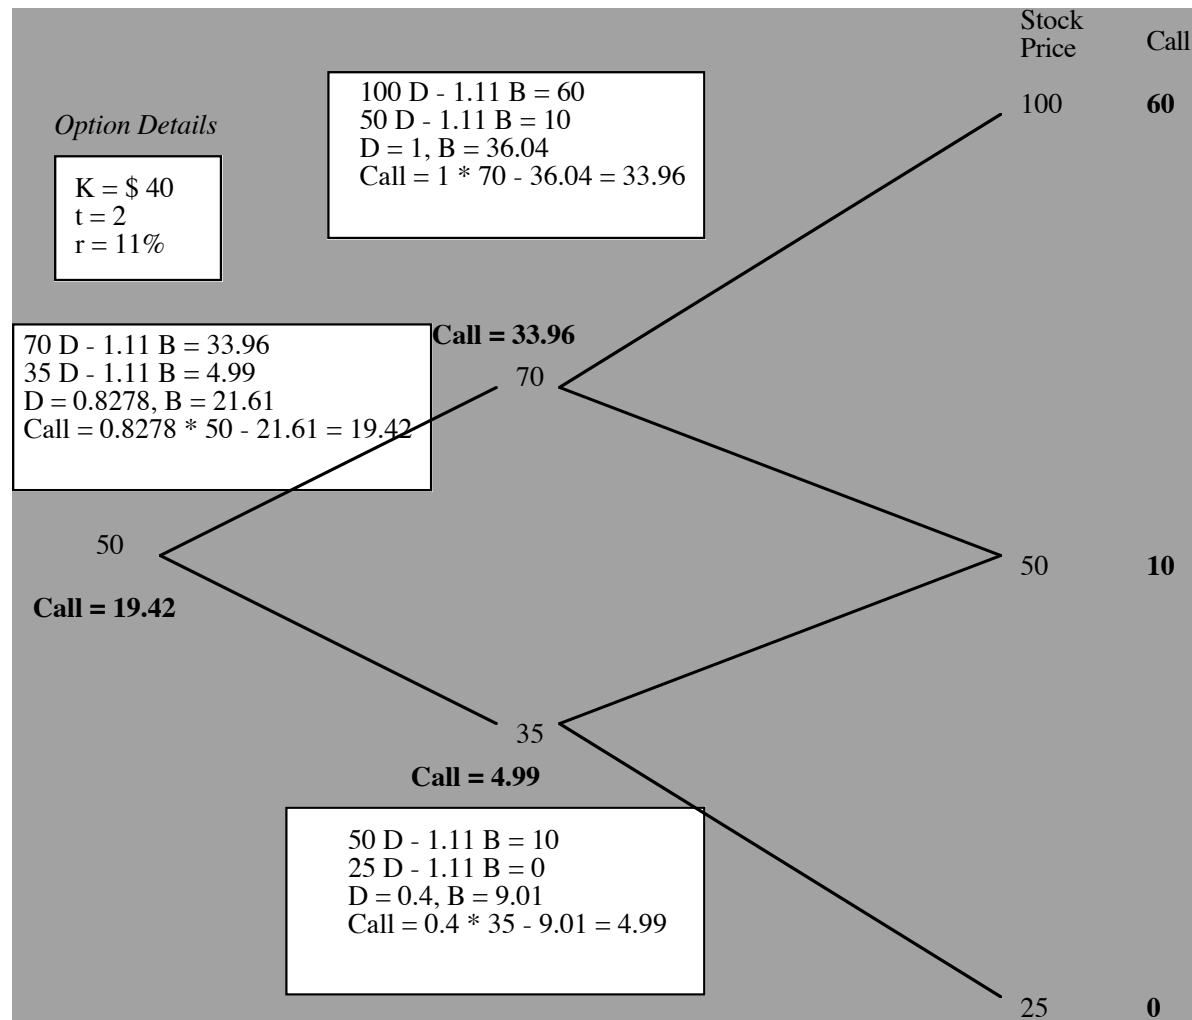 Stock
Price
Call
100 D - 1.11 B = 60
50 D - 1.11 B = 10
D = 1, B = 36.04
Call = 1 * 70 - 36.04 = 33.96
100
60
Option Details
K = $ 40
t = 2
r = 11%
70 D - 1.11 B = 33.96
35 D - 1.11 B = 4.99
D = 0.8278, B = 21.61
Call = 0.8278 * 50 - 21.61 = 19.42
Call = 33.96
70
50
Call = 19.42
50
10
35
Call = 4.99
50 D - 1.11 B = 10
25 D - 1.11 B = 0
D = 0.4, B = 9.01
Call = 0.4 * 35 - 9.01 = 4.99
25
0